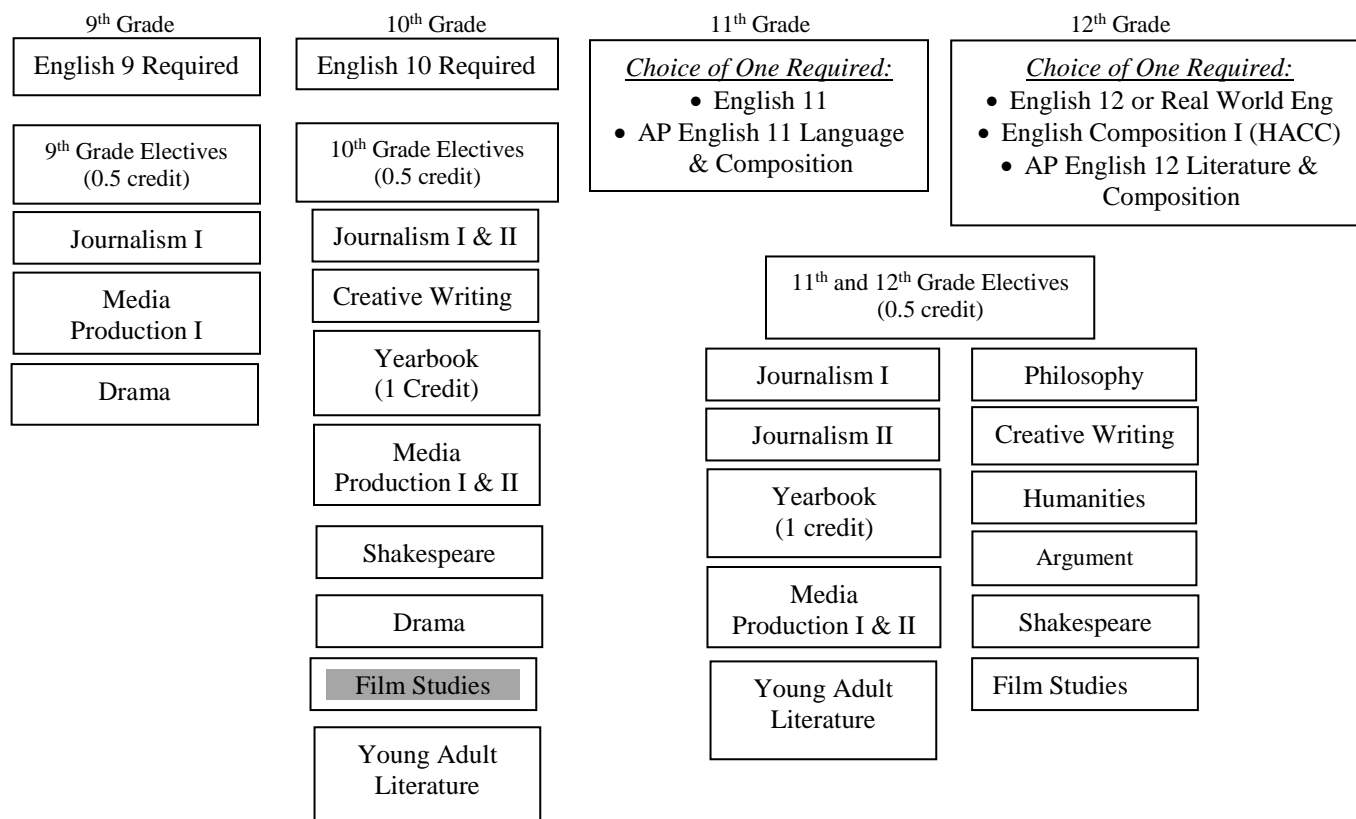 9th Grade
English 9 Required
9th Grade Electives
(0.5 credit)
Journalism I
Media
Production I
Drama
10th Grade
English 10 Required
10th Grade Electives
(0.5 credit)
Journalism I & II
Creative Writing
Yearbook
(1 Credit)
Media
Production I & II
Shakespeare
Drama
Film Studies
Young Adult
Literature
11th Grade
Choice of One Required:
• English 11
• AP English 11 Language
& Composition
12th Grade
Choice of One Required:
• English 12 or Real World Eng
• English Composition I (HACC)
• AP English 12 Literature &
Composition
11th and 12th Grade Electives
(0.5 credit)
Journalism I
Journalism II
Yearbook
(1 credit)
Media
Production I & II
Young Adult
Literature
Philosophy
Creative Writing
Humanities
Argument
Shakespeare
Film Studies